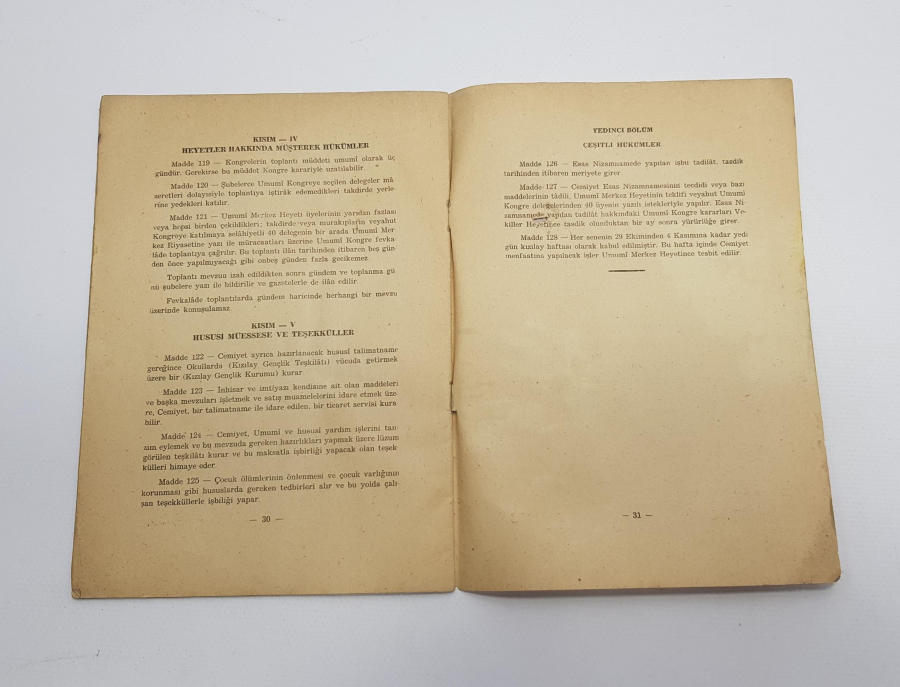 KISIM — IV
HEYETLER HAKKINDA MÜŞTEREK HÜKÜMLER
Madde 119 — Kongrelerin toplantı müddeti umumî olarak üç
gündür. Gerekirse bu müddet Kongre karariyle uzatılabilir.
Madde 120 — Şubelerce Umumî Kongreye seçilen delegeler mâ
zeretleri dolayısiyle toplantıya iştirâk edemedikleri takdirde yerle-
rine yedekleri katılır.
Madde 121 — Umumî Merkez Heyeti üyelerinin yarıdan fazlası
veya hepsi birden çekildikleri; takdirde veya murakıpların veyahut
Kongreye katılmaya selâhiyetli 40 delegenin bir arada Umumî Mer
kez Riyasetine yazı ile müracaatları üzerine Umumî Kongre fevka-
lâde toplantıya çağrılır. Bu toplantı ilân tarihinden itibaren beş gün-
den önce yapılmıyacağı gibi onbeş günden fazla gecikemez
Toplantı mevzuu izah edildikten sonra gündem ve toplanma gü
nü şubelere yazı ile bildirilir ve gazetelerle de ilân edilir
Fevkalâde toplantılarda gündem haricinde herhangi bir mevzu
üzerinde konuşulamaz
KISIM — V
HUSUSİ MÜESSESE VE TEŞEKKÜLLER
Madde 122 — Cemiyet ayrıca hazırlanacak hususî talimatname
gereğince Okullarda (Kızılay Gençlik Teşkilâtı) vücuda getirmek
üzere bir (Kızılay Gençlik Kurumu) kurar
Madde 123 — İnhisar ve imtiyazı kendisine ait olan maddeleri
ve başka mevzuları işletmek ve satış muamelelerini idare etmek üze-
re, Cemiyet, bir talimatname ile idare edilen, bir ticaret servisi kura
bilir.
Madde 124 — Cemiyet, Umumî ve hususî yardım işlerini tan-
zim eylemek ve bu mevzuda gereken hazırlıkları yapmak üzere lüzum
görülen teşkilâtı kurar ve bu maksatla işbirliği yapacak olan teşek
külleri himaye eder.
Madde 125 — Çocuk ölümlerinin önlenmesi ve çocuk varlığının
korunması gibi hususlarda gereken tedbirleri alır ve bu yolda çalı-
şan teşekküllerle işbiliği yapar.
— 30 —
YEDİNCİ BÖLÜM
ÇEŞİTLİ HÜKÜMLER
Madde 126 — Esas Nizamnamede yapılan işbu tadilât, tasdik
tarihinden itibaren meriyete girer
Madde 127 — Cemiyet Esas Nizamnamesinin tecdidi veya bazı
maddelerinin tâdili, Umumî Merkez Heyetinin teklifi veyahut Umumî
Kongre delegelerinden 40 üyenin yazılı istekleriyle yapılır. Esas Ni-
zamnamede yapılan tadilât hakkındaki Umumî Kongre kararları Ve-
killer Heyetince tasdik olunduktan bir ay sonra yürürlüğe girer.
Madde 128 — Her senenin 29 Ekiminden 4 Kasımına kadar yedi
gün kızılay haftası olarak kabul edilmiştir. Bu hafta içinde Cemiyet
menfaatına yapılacak işler Umumî Merkez Heyetince tesbit edilir.
— 31 —